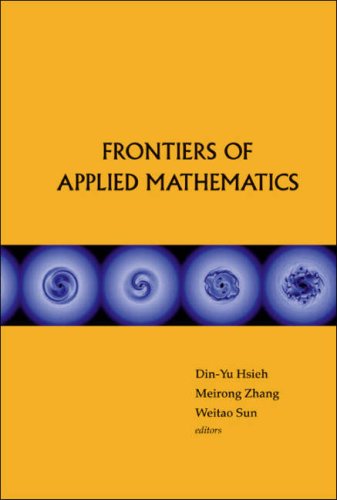 FRONTIERS OF
APPLIED MATHEMATICS
Din-Yu Hsieh
Meirong Zhang
Weitao Sun
editors